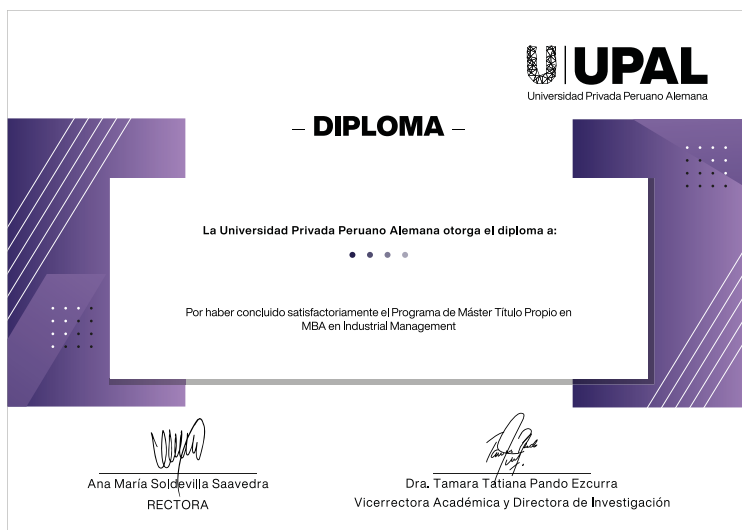 UPAL
Universidad Privada Peruano Alemana
– DIPLOMA –
La Universidad Privada Peruano Alemana otorga el diploma a:
Por haber concluido satisfactoriamente el Programa de Máster Título Propio en
MBA en Industrial Management
Ana María Soldevilla Saavedra
RECTORA
Dra. Tamara Tatiana Pando Ezcurra
Vicerrectora Académica y Directora de Investigación